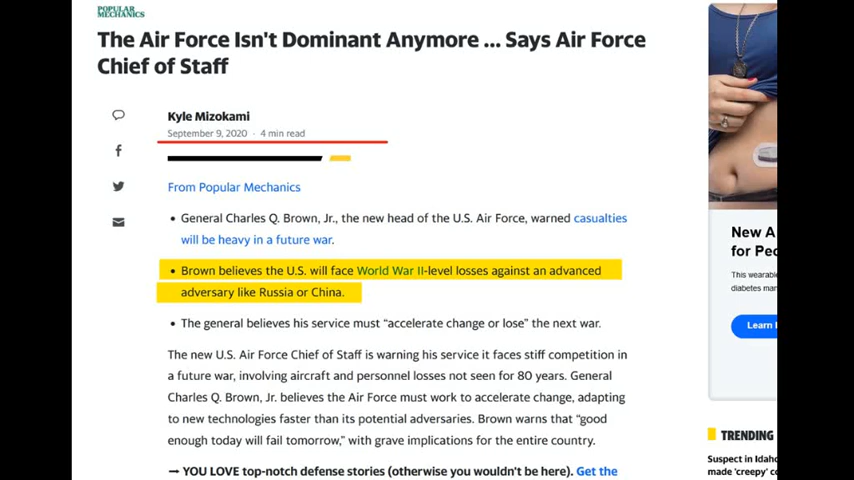 POPULAR
MECHANICS
The Air Force Isn't Dominant Anymore ... Says Air Force
Chief of Staff
Kyle Mizokami
September 9, 2020 · 4 min read
From Popular Mechanics
• General Charles Q. Brown, Jr., the new head of the U.S. Air Force, warned casualties
will be heavy in a future war.
• Brown believes the U.S. will face World War II-level losses against an advanced
adversary like Russia or China.
• The general believes his service must “accelerate change or lose” the next war.
The new U.S. Air Force Chief of Staff is warning his service it faces stiff competition in
a future war, involving aircraft and personnel losses not seen for 80 years. General
Charles Q. Brown, Jr. believes the Air Force must work to accelerate change, adapting
to new technologies faster than its potential adversaries. Brown warns that “good
enough today will fail tomorrow,” with grave implications for the entire country.
→ YOU LOVE top-notch defense stories (otherwise you wouldn't be here). Get the
New A
for Pec
This wearable
diabetes man
Learn
TRENDING
Suspect in Idaho
made 'creepy' co